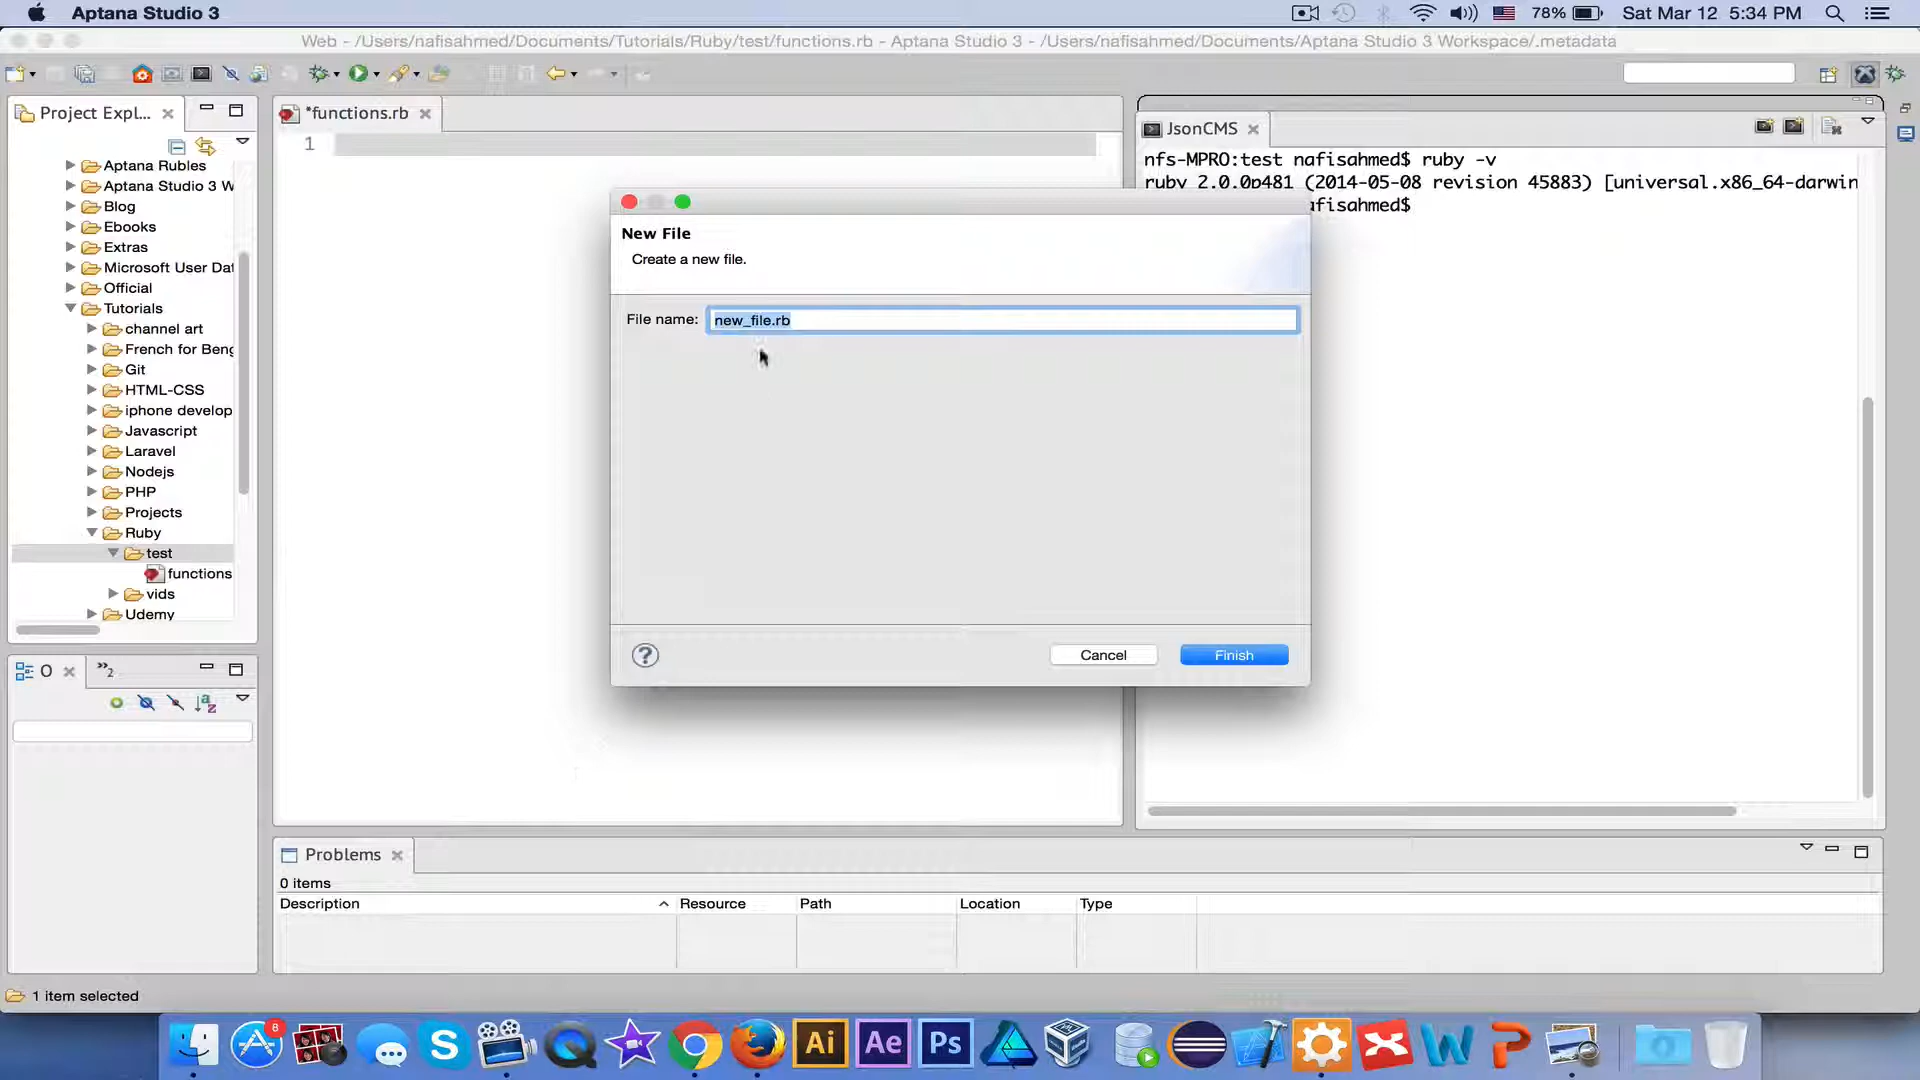 Aptana Studio 3
78% Sat Mar 12 5:34 PM
Web - /Users/nafisahmed/Documents/Tutorials/Ruby/test/functions.rb - Aptana Studio 3 - /Users/nafisahmed/Documents/Aptana Studio 3 Workspace/.metadata
Project Expl...
Aptana Rubles
Aptana Studio 3 W
Blog
Ebooks
Extras
Microsoft User Dat
Official
Tutorials
channel art
French for Beng
Git
HTML-CSS
iphone develop
Javascript
Laravel
Nodejs
PHP
Projects
Ruby
test
functions
vids
Udemy
O
»2
*functions.rb
1
JsonCMS
nfs-MPRO:test nafisahmed$ ruby -v
ruby 2.0.0p481 (2014-05-08 revision 45883) [universal.x86_64-darwin
afisahmed$
New File
Create a new file.
File name: new_file.rb
?
Cancel
Finish
Problems
0 items
Description
Resource
Path
Location
Type
1 item selected
8
S
Ai
Ae
Ps
W
P